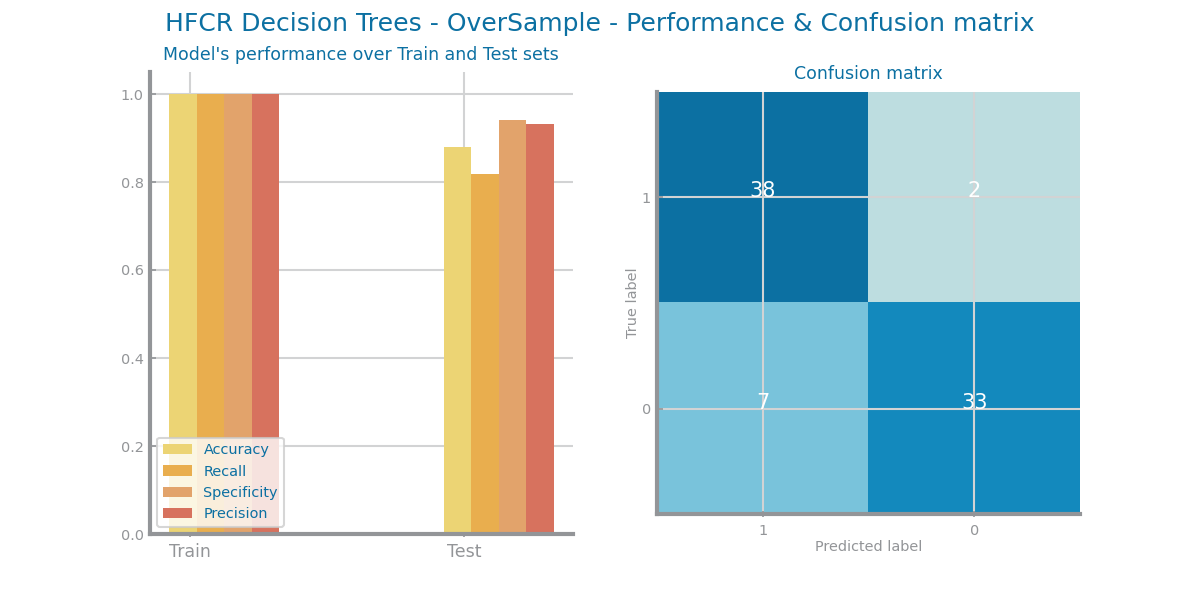 HFCR Decision Trees - OverSample - Performance & Confusion matrix
Model's performance over Train and Test sets
1.0
0.8
0.6
0.4
0.2
0.0
Accuracy
Recall
Specificity
Precision
Train
Test
Confusion matrix
True label
1
0
38
2
7
33
1
0
Predicted label